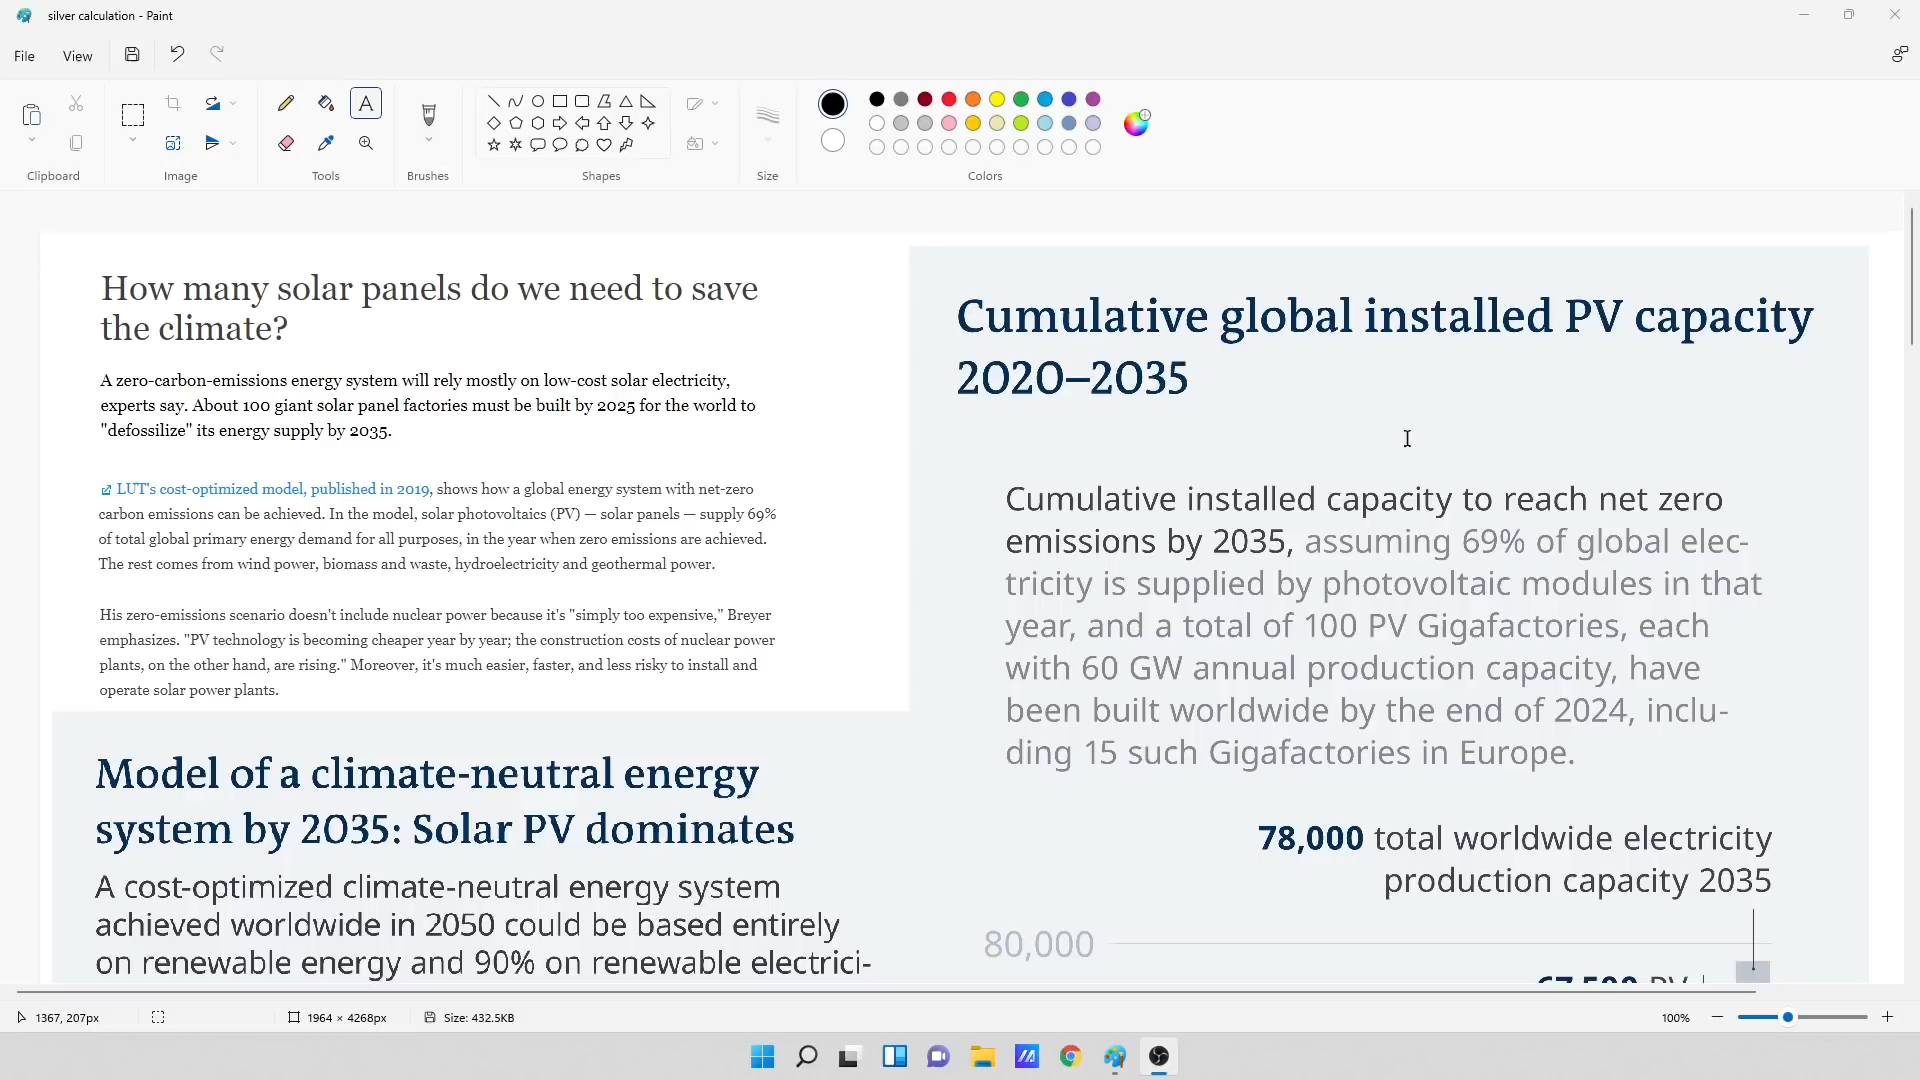 silver calculation - Paint
File
View
Clipboard
Image
Tools
Brushes
Shapes
Size
Colors
How many solar panels do we need to save
the climate?
A zero-carbon-emissions energy system will rely mostly on low-cost solar electricity,
experts say. About 100 giant solar panel factories must be built by 2025 for the world to
"defossilize" its energy supply by 2035.
LUT's cost-optimized model, published in 2019, shows how a global energy system with net-zero
carbon emissions can be achieved. In the model, solar photovoltaics (PV) — solar panels — supply 69%
of total global primary energy demand for all purposes, in the year when zero emissions are achieved.
The rest comes from wind power, biomass and waste, hydroelectricity and geothermal power.
His zero-emissions scenario doesn't include nuclear power because it's "simply too expensive," Breyer
emphasizes. "PV technology is becoming cheaper year by year; the construction costs of nuclear power
plants, on the other hand, are rising." Moreover, it's much easier, faster, and less risky to install and
operate solar power plants.
Model of a climate-neutral energy
system by 2035: Solar PV dominates
A cost-optimized climate-neutral energy system
achieved worldwide in 2050 could be based entirely
on renewable energy and 90% on renewable electrici-
Cumulative global installed PV capacity
2020–2035
Cumulative installed capacity to reach net zero
emissions by 2035, assuming 69% of global elec-
tricity is supplied by photovoltaic modules in that
year, and a total of 100 PV Gigafactories, each
with 60 GW annual production capacity, have
been built worldwide by the end of 2024, inclu-
ding 15 such Gigafactories in Europe.
78,000 total worldwide electricity
production capacity 2035
80,000
67,500 PV
1367, 207px
1964 × 4268px
Size: 432.5KB
100%